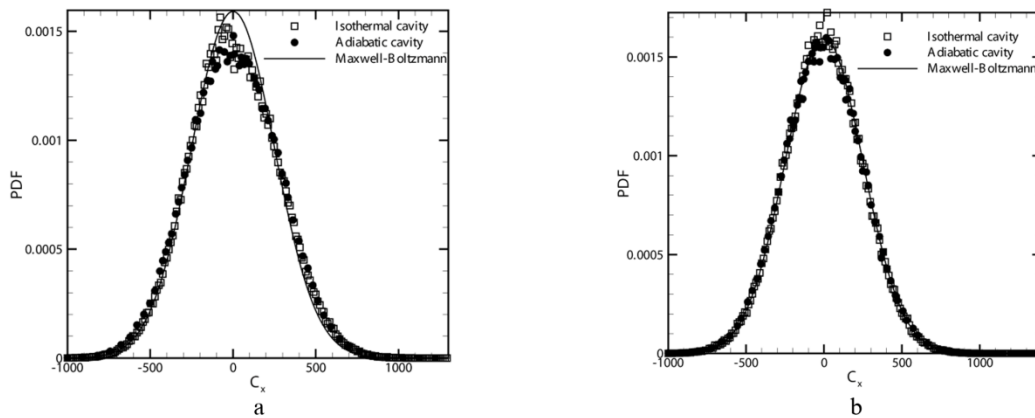 0.0015
0.001
0.0005
0
PDF
Isothermal cavity
Adiabatic cavity
Maxwell-Boltzmann
-1000
-500
0
500
1000
Cx
a
0.0015
0.001
0.0005
0
PDF
Isothermal cavity
Adiabatic cavity
Maxwell-Boltzmann
-1000
-500
0
500
1000
Cx
b